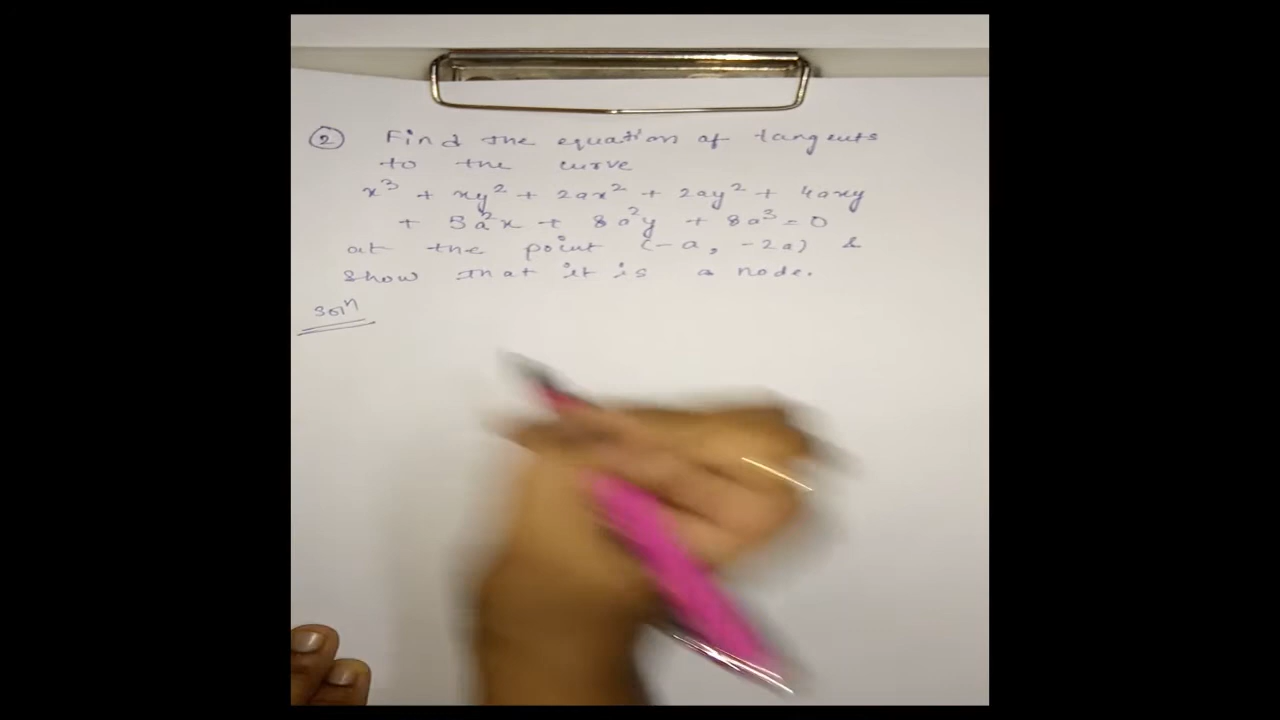 ② Find the equation of tangents
to the curve
x³ + xy² + 2ax² + 2ay² + 4axy
+ 5a²x + 8a²y + 8a³ = 0
at the point (-a, -2a) &
show that it is a node.
Solⁿ